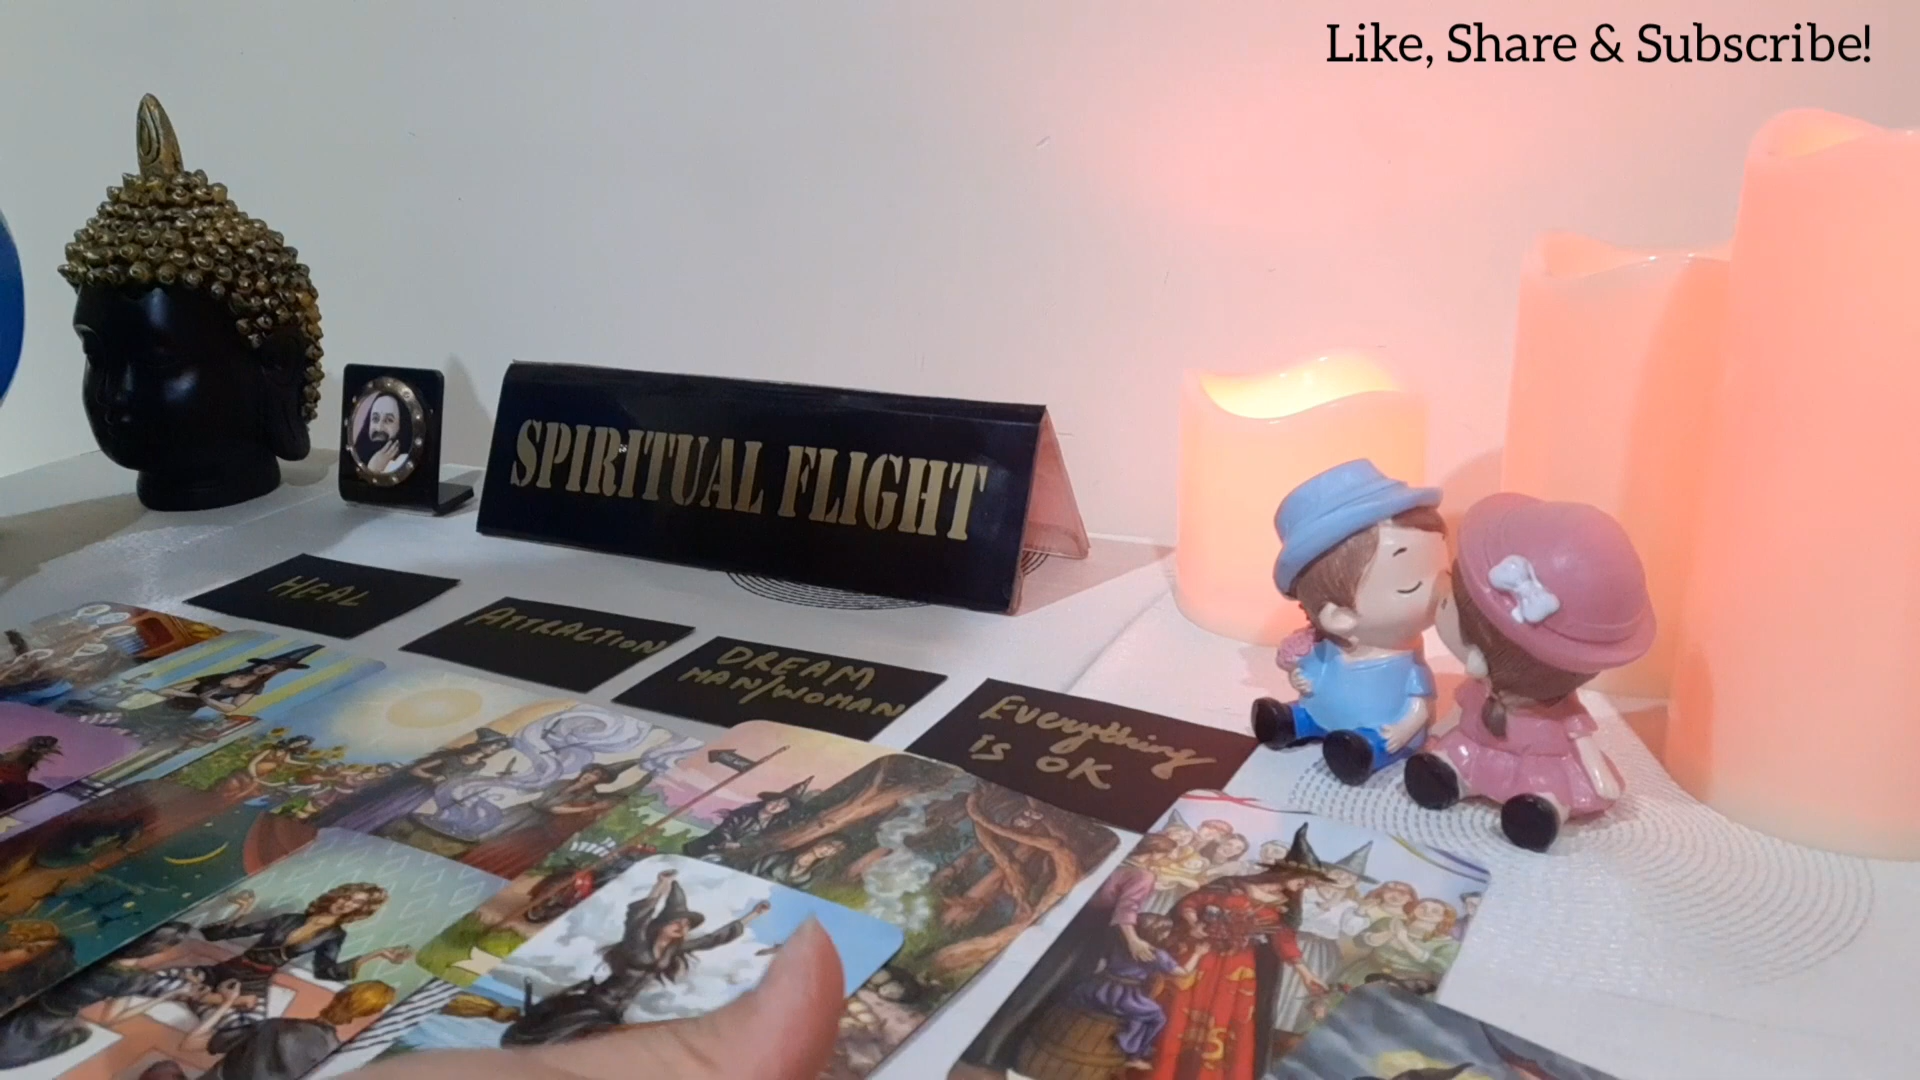 Like, Share & Subscribe!
SPIRITUAL FLIGHT
HEAL
ATTRACTION
DREAM
MAN/WOMAN
Everything
is OK